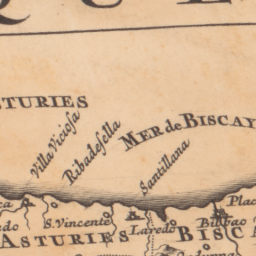 STURIES
MER de BISCAY
Villa Viciosa
Ribadesella
Santillana
S. Vincente
Laredo
Bilbao
Plac
ASTURIES
BISC